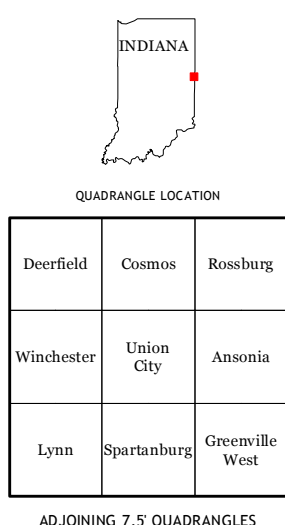 INDIANA
QUADRANGLE LOCATION
Deerfield Cosmos Rossburg
Winchester Union City Ansonia
Lynn Spartanburg Greenville West
ADJOINING 7.5' QUADRANGLES